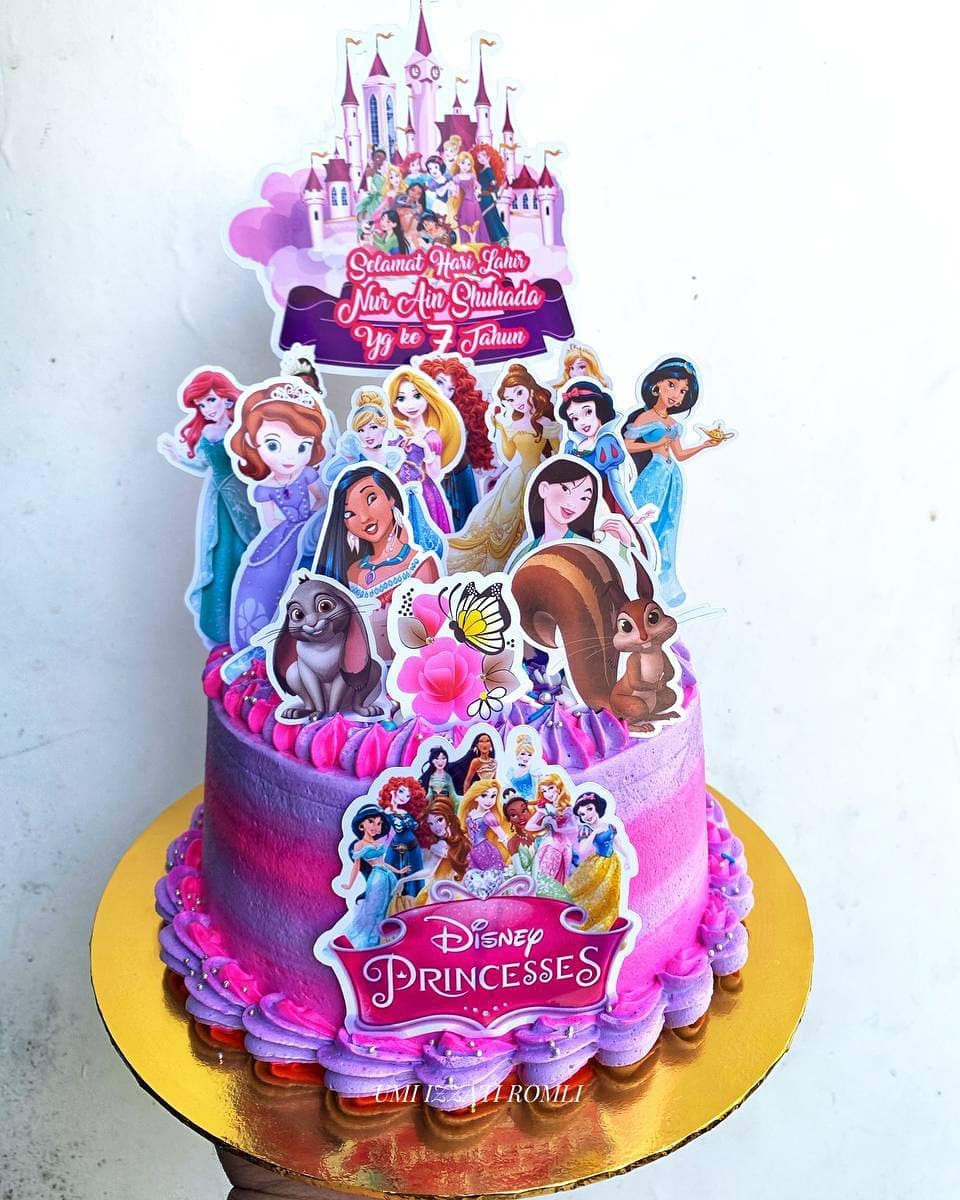 Selamat Hari Lahir
Nur Ain Shuhada
Yg ke 7 Tahun
Disney
Princesses
UMI IZZATI ROMLI